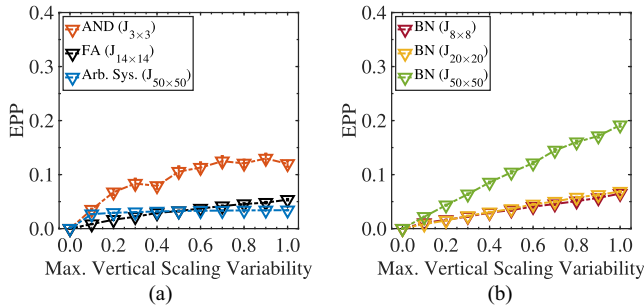 0.4
0.3
0.2
0.1
0.0
EPP
AND (J3×3)
FA (J14×14)
Arb. Sys. (J50×50)
0.0 0.2 0.4 0.6 0.8 1.0
Max. Vertical Scaling Variability
(a)
0.4
0.3
0.2
0.1
0.0
EPP
BN (J8×8)
BN (J20×20)
BN (J50×50)
0.0 0.2 0.4 0.6 0.8 1.0
Max. Vertical Scaling Variability
(b)